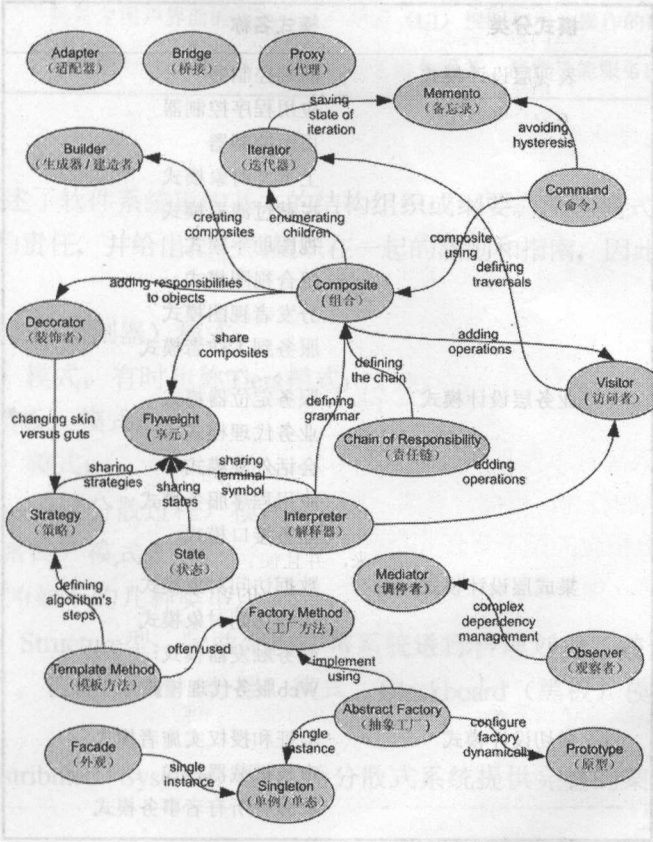 Adapter
(适配器)
Bridge
(桥接)
Proxy
(代理)
saving
state of
iteration
Memento
(备忘录)
avoiding
hysteresis
Builder
(生成器/建造者)
Iterator
(迭代器)
Command
(命令)
creating
composites
enumerating
children
composite
using
defining
traversals
adding responsibilities
to objects
Composite
(组合)
Decorator
(装饰者)
share
composites
adding
operations
defining
the chain
Visitor
(访问者)
changing skin
versus guts
Flyweight
(享元)
defining
grammar
Chain of Responsibility
(责任链)
sharing
strategies
sharing
states
sharing
terminal
symbol
adding
operations
Strategy
(策略)
State
(状态)
Interpreter
(解释器)
Mediator
(调停者)
defining
algorithm's
steps
Factory Method
(工厂方法)
complex
dependency
management
often used
Template Method
(模板方法)
implement
using
Observer
(观察者)
Abstract Factory
(抽象工厂)
single
instance
configure
factory
dynamically
Facade
(外观)
Prototype
(原型)
single
instance
Singleton
(单例/单态)